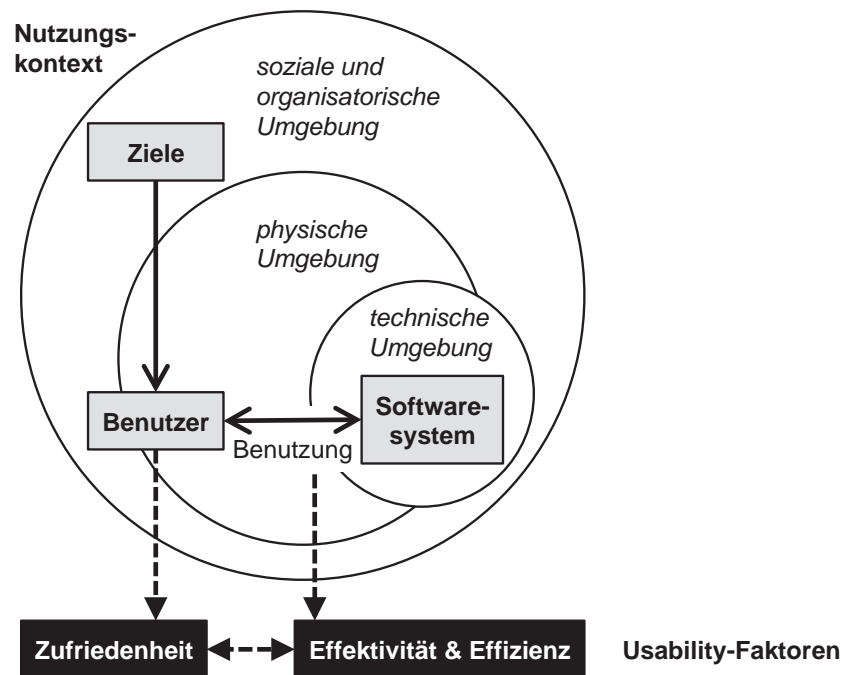 Nutzungs-
kontext
soziale und
organisatorische
Umgebung
Ziele
physische
Umgebung
technische
Umgebung
Benutzer
Software-
system
Benutzung
Zufriedenheit
Effektivität & Effizienz
Usability-Faktoren